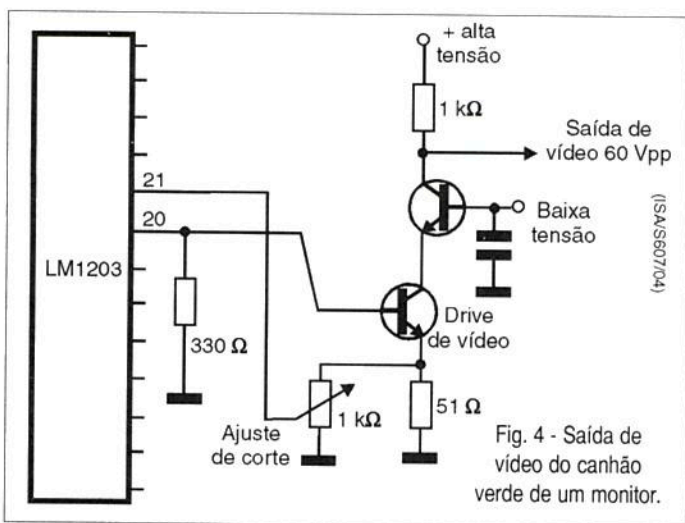 + alta
tensão
1 kΩ
Saída de
vídeo 60 Vpp
21
20
Baixa
tensão
(ISA/S607/04)
LM1203
Drive
de vídeo
330 Ω
Ajuste
de corte
1 kΩ
51 Ω
Fig. 4 - Saída de
vídeo do canhão
verde de um monitor.